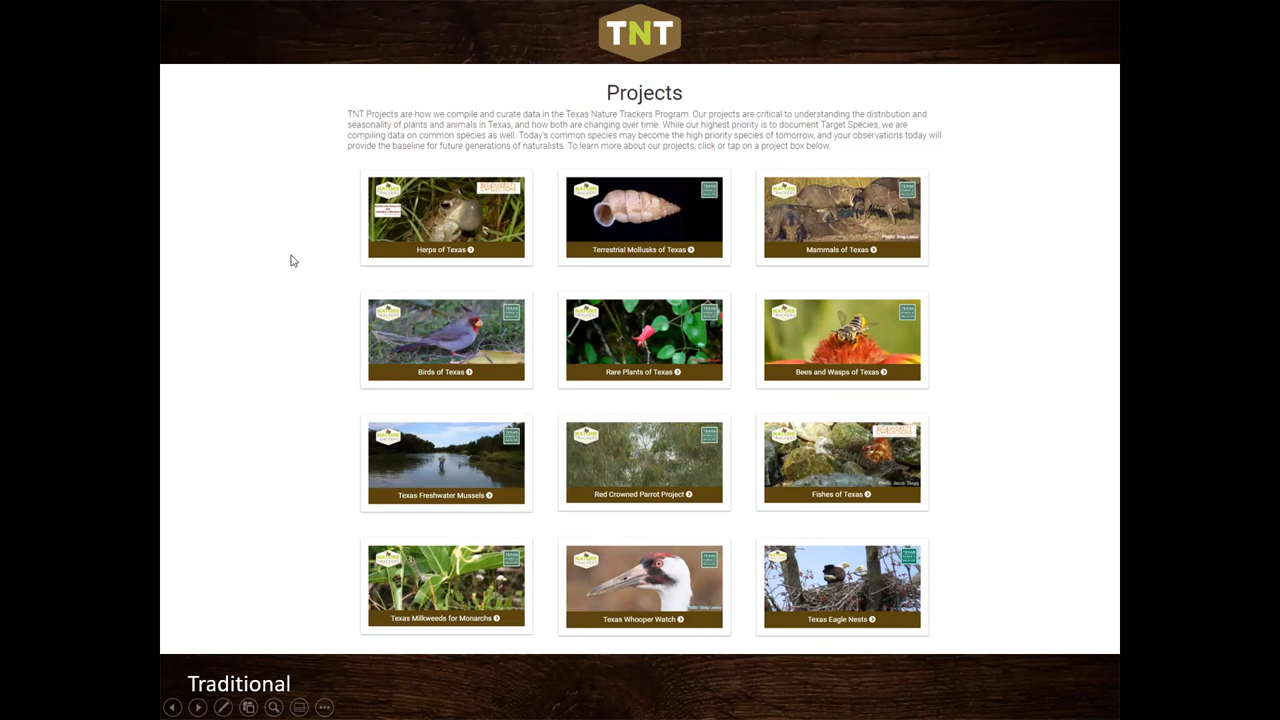 TNT
Projects
TNT Projects are how we compile and curate data in the Texas Nature Trackers Program. Our projects are critical to understanding the distribution and
seasonality of plants and animals in Texas, and how both are changing over time. While our highest priority is to document Target Species, we are
compiling data on common species as well. Today's common species may become the high priority species of tomorrow, and your observations today will
provide the baseline for future generations of naturalists. To learn more about our projects, click or tap on a project box below.
Herps of Texas
Terrestrial Mollusks of Texas
Mammals of Texas
Birds of Texas
Rare Plants of Texas
Bees and Wasps of Texas
Texas Freshwater Mussels
Red Crowned Parrot Project
Fishes of Texas
Texas Milkweeds for Monarchs
Texas Whooper Watch
Texas Eagle Nests
Traditional